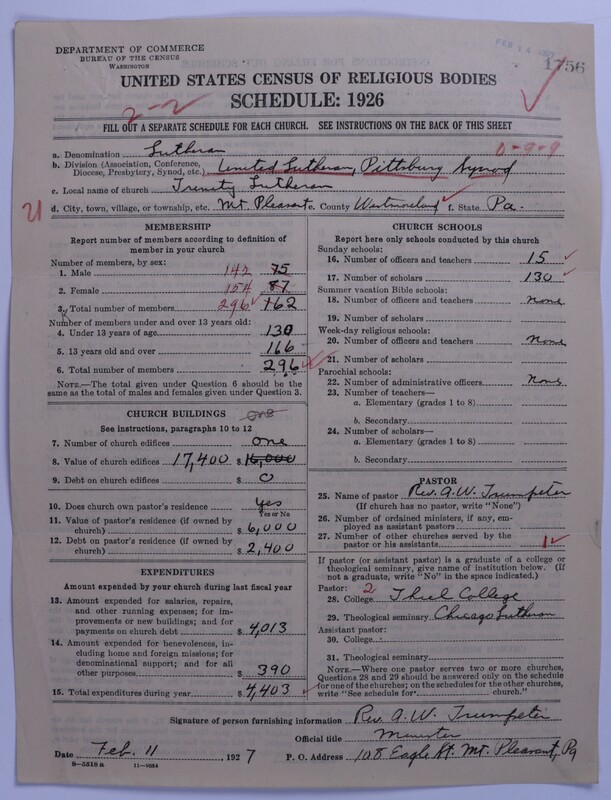 DEPARTMENT OF COMMERCE
BUREAU OF THE CENSUS
WASHINGTON
1756
UNITED STATES CENSUS OF RELIGIOUS BODIES
SCHEDULE: 1926
2-2
FILL OUT A SEPARATE SCHEDULE FOR EACH CHURCH. SEE INSTRUCTIONS ON THE BACK OF THIS SHEET
0-9-9
a. Denomination Lutheran
b. Division (Association, Conference, Diocese, Presbytery, Synod, etc.) United Lutheran, Pittsburg Synod
c. Local name of church Trinity Lutheran
d. City, town, village, or township, etc. Mt Pleasant e. County Westmoreland f. State Pa.
MEMBERSHIP
Report number of members according to definition of
member in your church
Number of members, by sex:
1. Male 142 75
2. Female 154 87
3. Total number of members 296 162
Number of members under and over 13 years old:
4. Under 13 years of age 130
5. 13 years old and over 166
6. Total number of members 296
NOTE.—The total given under Question 6 should be
same as the total of males and females given under Question 3.
CHURCH BUILDINGS one
See instructions, paragraphs 10 to 12
7. Number of church edifices one
8. Value of church edifices 17,400 $ 16,000
9. Debt on church edifices $ 0
10. Does church own pastor's residence? yes
Yes or No
11. Value of pastor's residence (if owned by
church) $ 6,000
12. Debt on pastor's residence (if owned by
church) $ 2,400
EXPENDITURES
Amount expended by your church during last fiscal year
13. Amount expended for salaries, repairs,
and other running expenses; for im-
provements or new buildings; and for
payments on church debt $ 4,013
14. Amount expended for benevolences, in-
cluding home and foreign missions; for
denominational support; and for all
other purposes $ 390
15. Total expenditures during year $ 4,403
CHURCH SCHOOLS
Report here only schools conducted by this church
Sunday schools:
16. Number of officers and teachers 15
17. Number of scholars 130
Summer vacation Bible schools:
18. Number of officers and teachers none
19. Number of scholars
Week-day religious schools:
20. Number of officers and teachers none
21. Number of scholars
Parochial schools:
22. Number of administrative officers none
23. Number of teachers—
a. Elementary (grades 1 to 8)
b. Secondary
24. Number of scholars—
a. Elementary (grades 1 to 8)
b. Secondary
PASTOR
25. Name of pastor Rev. A. W. Trumpeter
(If church has no pastor, write "None")
26. Number of ordained ministers, if any, em-
ployed as assistant pastors
27. Number of other churches served by the
pastor or his assistants 1
If pastor (or assistant pastor) is a graduate of a college or
theological seminary, give name of institution below. (If
not a graduate, write "No" in the space indicated.)
Pastor: 2
28. College Thiel College
29. Theological seminary Chicago Lutheran
Assistant pastor:
30. College
31. Theological seminary
NOTE.—Where one pastor serves two or more churches,
Questions 28 and 29 should be answered only on the schedule
for one of the churches; on the schedules for the other churches,
write "See schedule for church."
Signature of person furnishing information Rev. A. W. Trumpeter
Official title Minister
Date Feb. 11 1927 P. O. Address 108 Eagle St. Mt. Pleasant, Pa
8-5518 a 11-9034